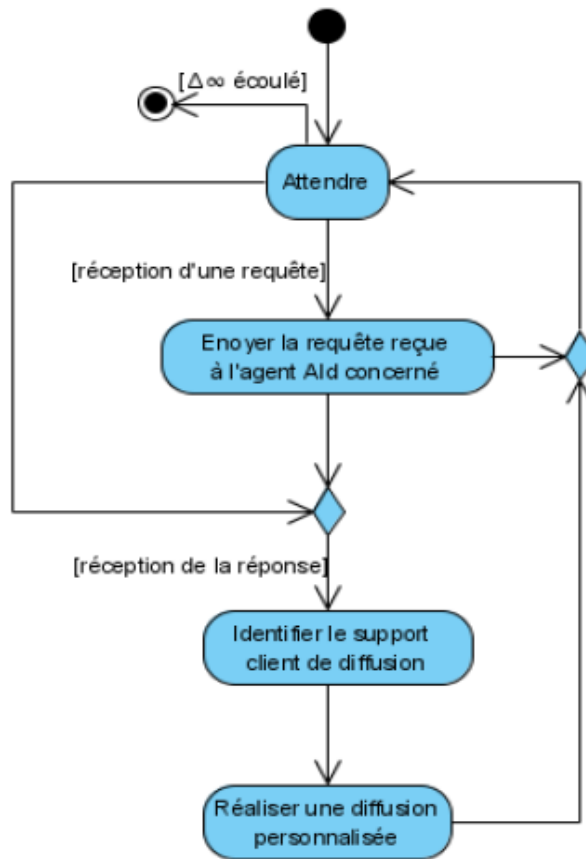 [Δ∞ écoulé]
Attendre
[réception d'une requête]
Enoyer la requête reçue
à l'agent AId concerné
[réception de la réponse]
Identifier le support
client de diffusion
Réaliser une diffusion
personnalisée